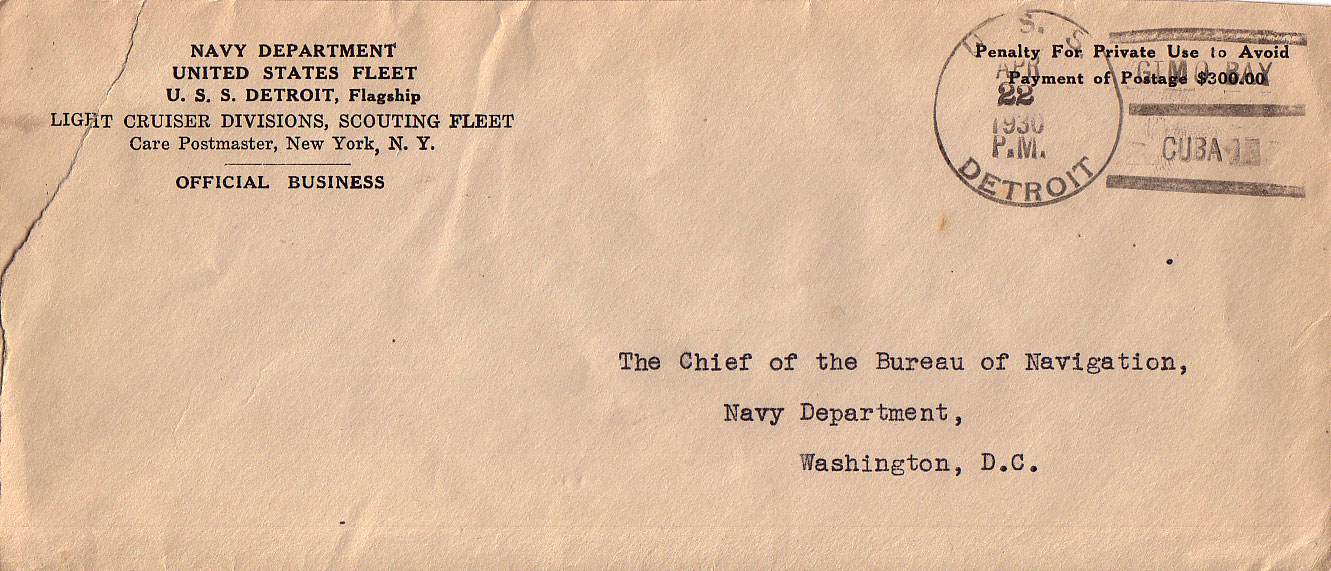 NAVY DEPARTMENT
UNITED STATES FLEET
U. S. S. DETROIT, Flagship
LIGHT CRUISER DIVISIONS, SCOUTING FLEET
Care Postmaster, New York, N. Y.
OFFICIAL BUSINESS
Penalty For Private Use to Avoid
Payment of Postage $300.00
U. S. S.
APR
22
1930
P.M.
DETROIT
GTMO BAY
CUBA
The Chief of the Bureau of Navigation,
Navy Department,
Washington, D.C.